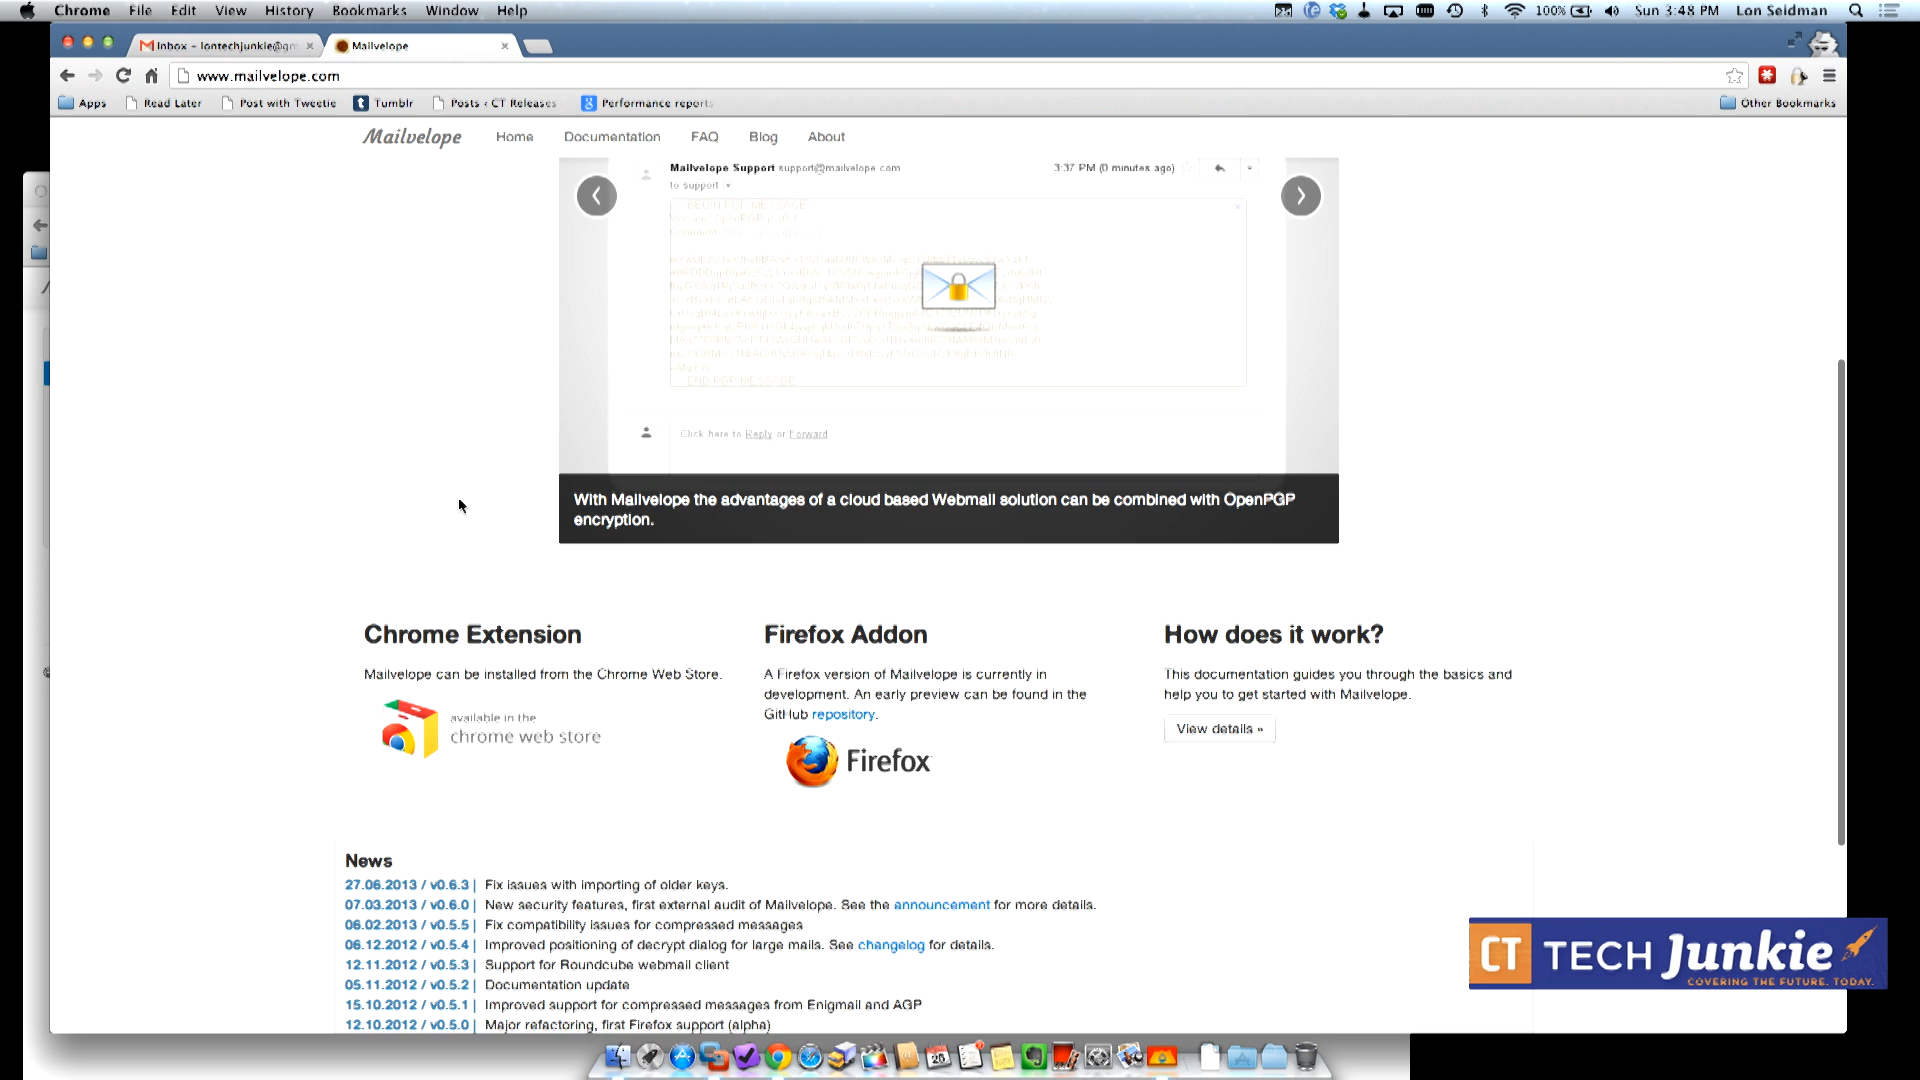 Chrome File Edit View History Bookmarks Window Help
100% Sun 3:48 PM Lon Seidman
Inbox - lontechjunkie@gm
Mailvelope
www.mailvelope.com
Apps Read Later Post with Tweetie Tumblr Posts ‹ CT Releases Performance reports Other Bookmarks
Mailvelope Home Documentation FAQ Blog About
Mailvelope Support support@mailvelope.com 3:37 PM (0 minutes ago)
to support
BEGIN PGP MESSAGE
END PGP MESSAGE
Click here to Reply or Forward
With Mailvelope the advantages of a cloud based Webmail solution can be combined with OpenPGP
encryption.
Chrome Extension
Mailvelope can be installed from the Chrome Web Store.
available in the
chrome web store
Firefox Addon
A Firefox version of Mailvelope is currently in
development. An early preview can be found in the
GitHub repository.
Firefox
How does it work?
This documentation guides you through the basics and
help you to get started with Mailvelope.
View details »
News
27.06.2013 / v0.6.3 | Fix issues with importing of older keys.
07.03.2013 / v0.6.0 | New security features, first external audit of Mailvelope. See the announcement for more details.
06.02.2013 / v0.5.5 | Fix compatibility issues for compressed messages
06.12.2012 / v0.5.4 | Improved positioning of decrypt dialog for large mails. See changelog for details.
12.11.2012 / v0.5.3 | Support for Roundcube webmail client
05.11.2012 / v0.5.2 | Documentation update
15.10.2012 / v0.5.1 | Improved support for compressed messages from Enigmail and AGP
12.10.2012 / v0.5.0 | Major refactoring, first Firefox support (alpha)
CT TECH Junkie
COVERING THE FUTURE. TODAY.